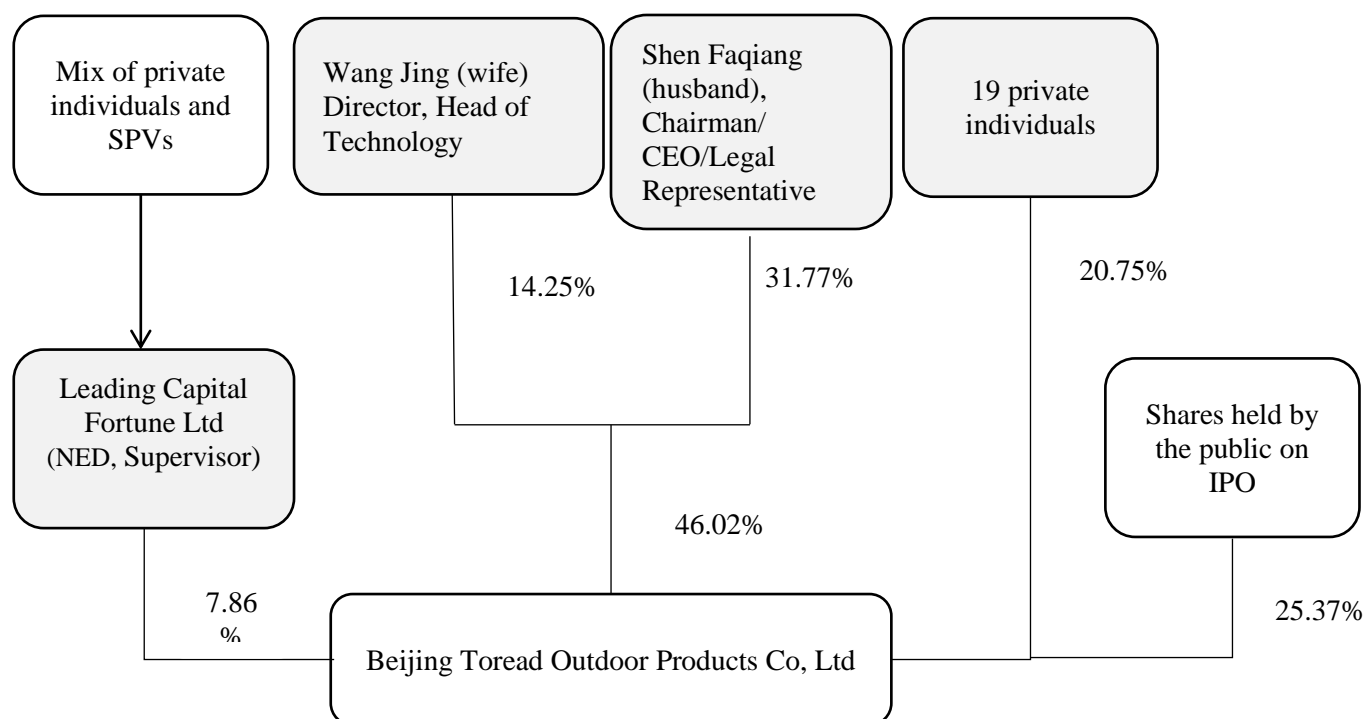 Mix of private
individuals and
SPVs
Wang Jing (wife)
Director, Head of
Technology
Shen Faqiang
(husband),
Chairman/
CEO/Legal
Representative
19 private
individuals
14.25%
31.77%
20.75%
Leading Capital
Fortune Ltd
(NED, Supervisor)
Shares held by
the public on
IPO
46.02%
7.86
%
25.37%
Beijing Toread Outdoor Products Co, Ltd